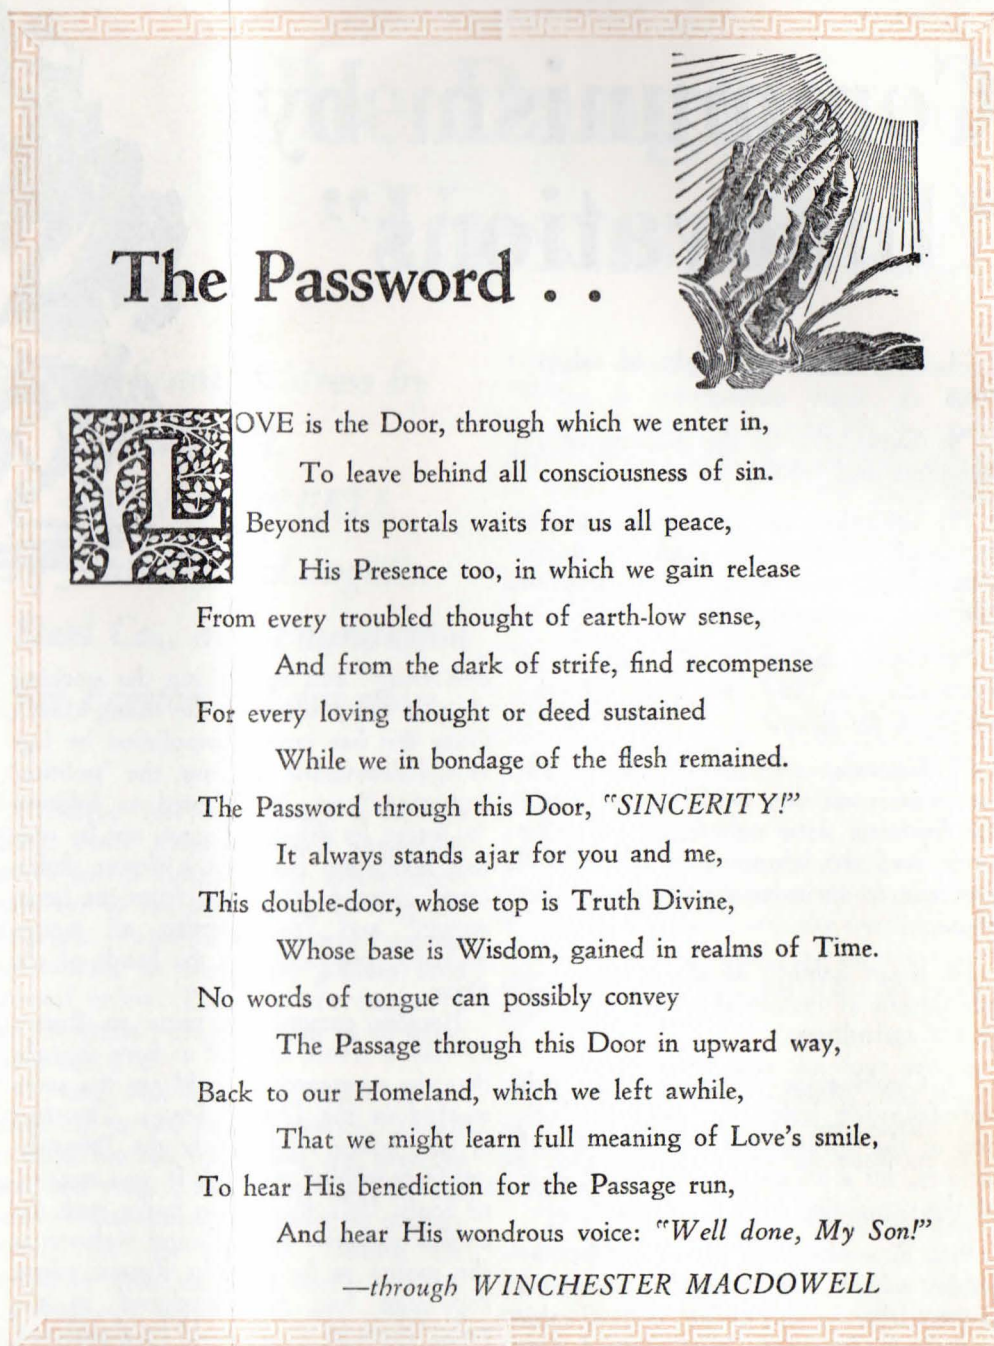 The Password . .
LOVE is the Door, through which we enter in,
To leave behind all consciousness of sin.
Beyond its portals waits for us all peace,
His Presence too, in which we gain release
From every troubled thought of earth-low sense,
And from the dark of strife, find recompense
For every loving thought or deed sustained
While we in bondage of the flesh remained.
The Password through this Door, "SINCERITY!"
It always stands ajar for you and me,
This double-door, whose top is Truth Divine,
Whose base is Wisdom, gained in realms of Time.
No words of tongue can possibly convey
The Passage through this Door in upward way,
Back to our Homeland, which we left awhile,
That we might learn full meaning of Love's smile,
To hear His benediction for the Passage run,
And hear His wondrous voice: "Well done, My Son!"
—through WINCHESTER MACDOWELL